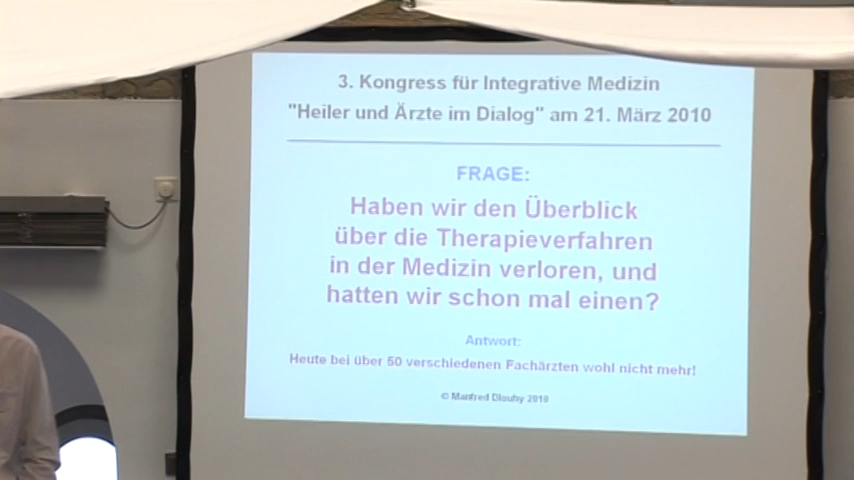 3. Kongress für Integrative Medizin
"Heiler und Ärzte im Dialog" am 21. März 2010
FRAGE:
Haben wir den Überblick
über die Therapieverfahren
in der Medizin verloren, und
hatten wir schon mal einen?
Antwort:
Heute bei über 50 verschiedenen Fachärzten wohl nicht mehr!
© Manfred Dlouhy 2010